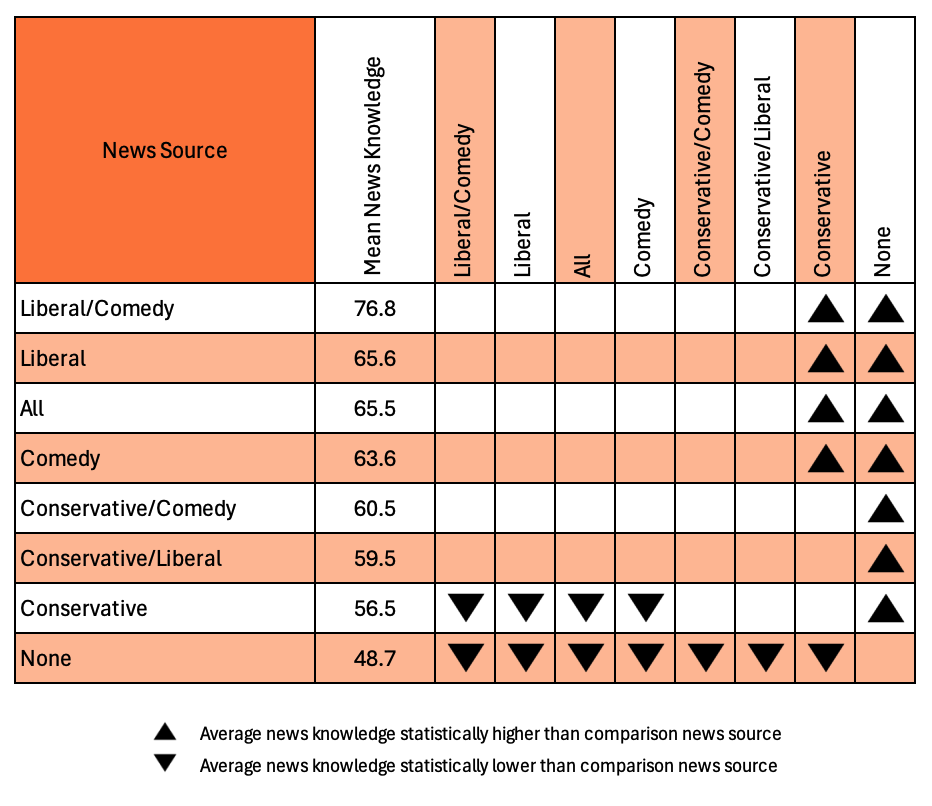 News Source
Mean News Knowledge
Liberal/Comedy
Liberal
All
Comedy
Conservative/Comedy
Conservative/Liberal
Conservative
None
Liberal/Comedy 76.8 ▲ ▲
Liberal 65.6 ▲ ▲
All 65.5 ▲ ▲
Comedy 63.6 ▲ ▲
Conservative/Comedy 60.5 ▲
Conservative/Liberal 59.5 ▲
Conservative 56.5 ▼ ▼ ▼ ▼ ▲
None 48.7 ▼ ▼ ▼ ▼ ▼ ▼ ▼
▲ Average news knowledge statistically higher than comparison news source
▼ Average news knowledge statistically lower than comparison news source